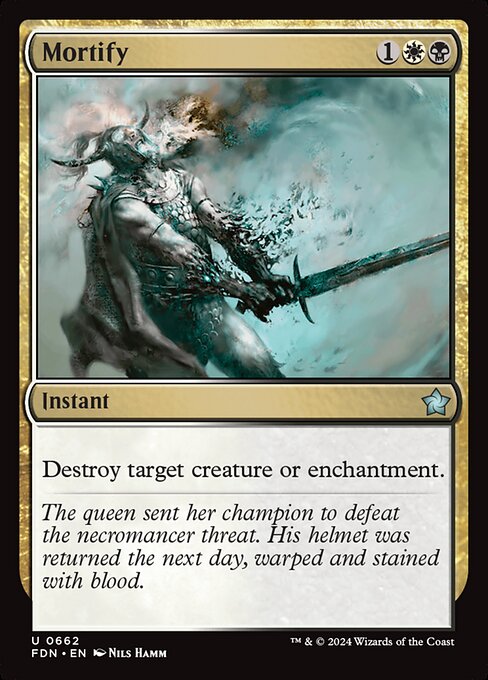 Mortify
1
Instant
Destroy target creature or enchantment.
The queen sent her champion to defeat
the necromancer threat. His helmet was
returned the next day, warped and stained
with blood.
U 0662
FDN • EN Nils Hamm
™ & © 2024 Wizards of the Coast